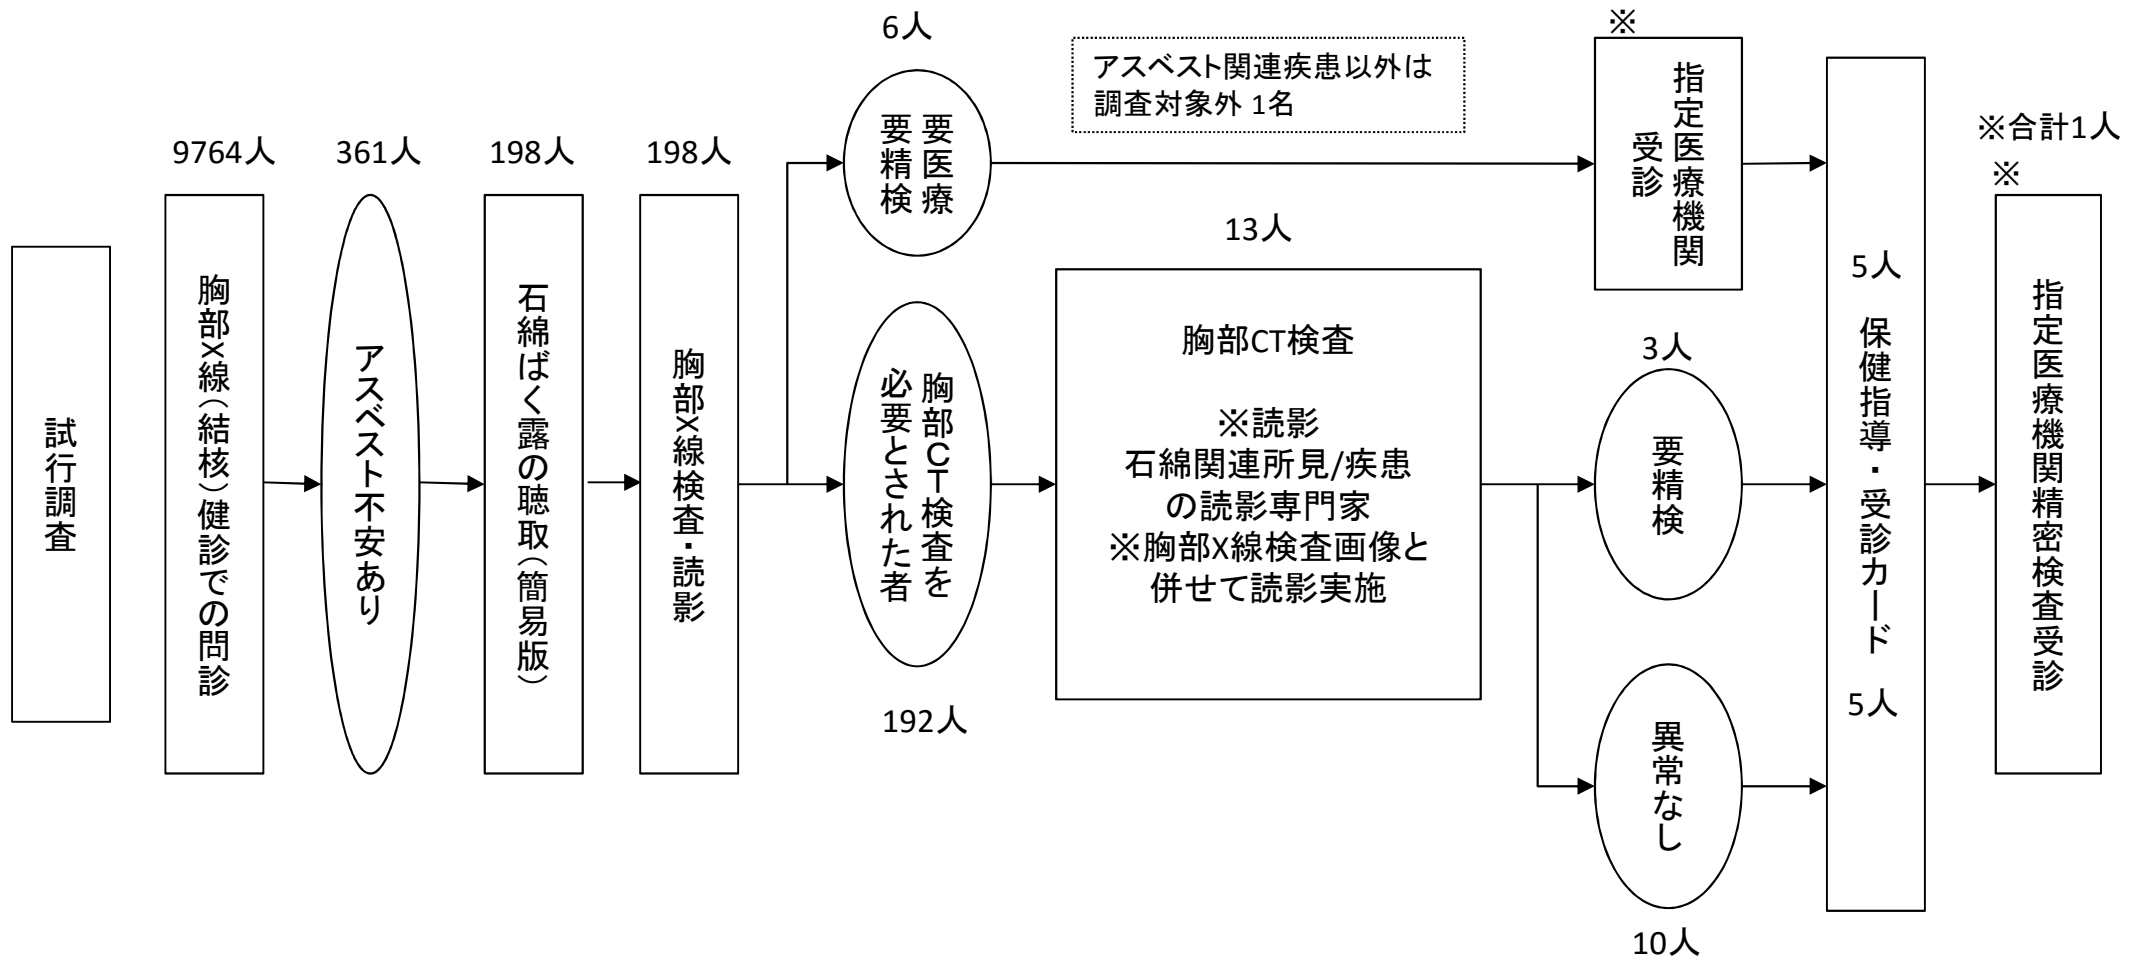 試行調査
9764人
胸部X線（結核）健診での問診
361人
アスベスト不安あり
198人
石綿ばく露の聴取（簡易版）
198人
胸部X線検査・読影
6人
要医療
要精検
アスベスト関連疾患以外は
調査対象外 1名
※
指定医療機関
受診
胸部CT検査を
必要とされた者
192人
13人
胸部CT検査
※読影
石綿関連所見/疾患
の読影専門家
※胸部X線検査画像と
併せて読影実施
3人
要精検
異常なし
10人
5人
保健指導・受診カード
5人
※合計1人
※
指定医療機関精密検査受診